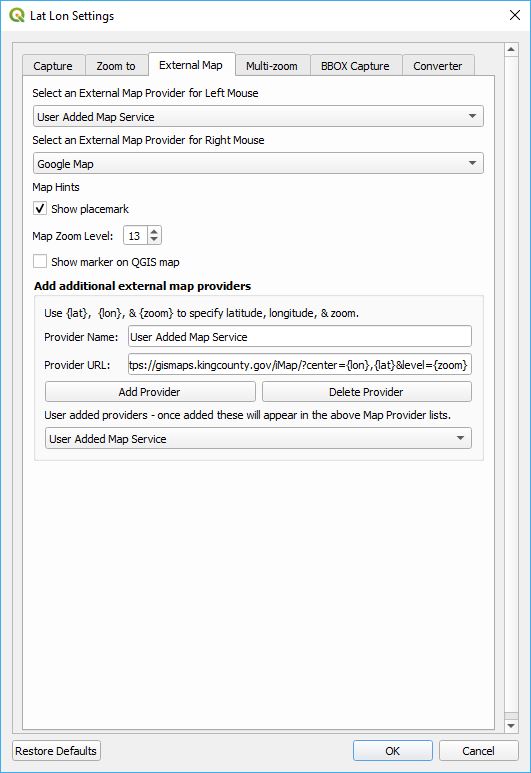 Lat Lon Settings
Capture Zoom to External Map Multi-zoom BBOX Capture Converter
Select an External Map Provider for Left Mouse
User Added Map Service
Select an External Map Provider for Right Mouse
Google Map
Map Hints
Show placemark
Map Zoom Level: 13
Show marker on QGIS map
Add additional external map providers
Use {lat}, {lon}, & {zoom} to specify latitude, longitude, & zoom.
Provider Name: User Added Map Service
Provider URL: tps://gismaps.kingcounty.gov/iMap/?center={lon},{lat}&level={zoom}
Add Provider Delete Provider
User added providers - once added these will appear in the above Map Provider lists.
User Added Map Service
Restore Defaults OK Cancel